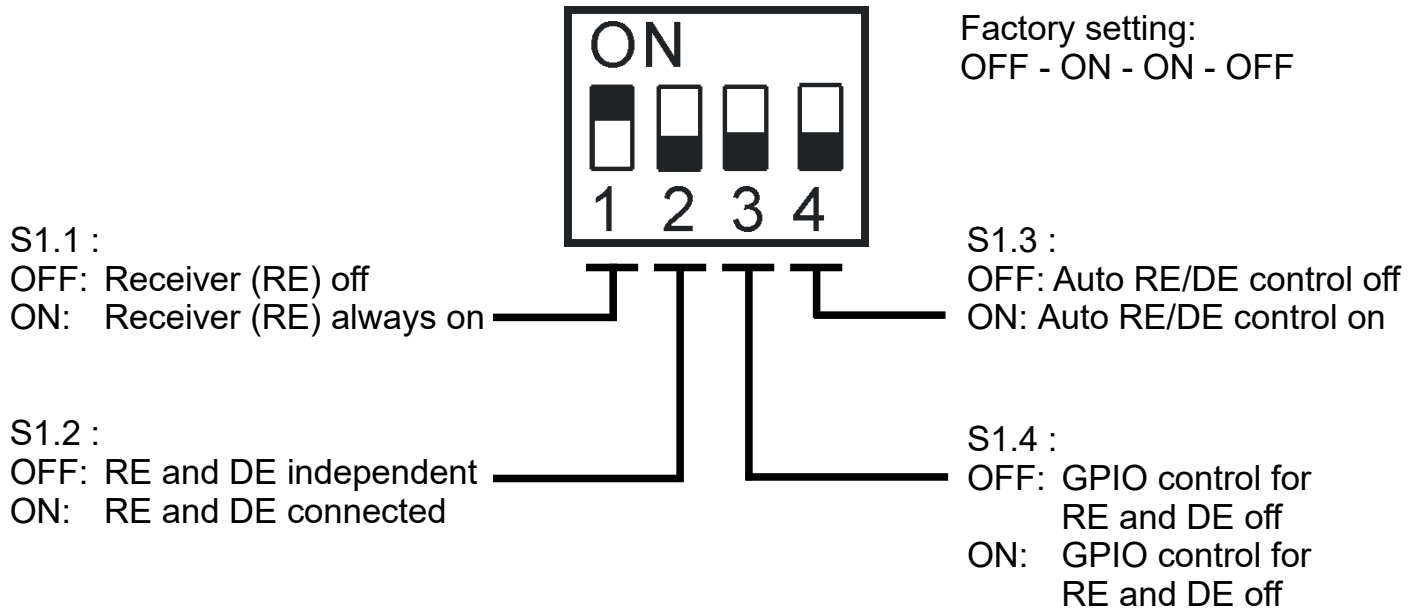 ON
1 2 3 4
Factory setting:
OFF - ON - ON - OFF
S1.1 :
OFF: Receiver (RE) off
ON: Receiver (RE) always on
S1.2 :
OFF: RE and DE independent
ON: RE and DE connected
S1.3 :
OFF: Auto RE/DE control off
ON: Auto RE/DE control on
S1.4 :
OFF: GPIO control for
RE and DE off
ON: GPIO control for
RE and DE off